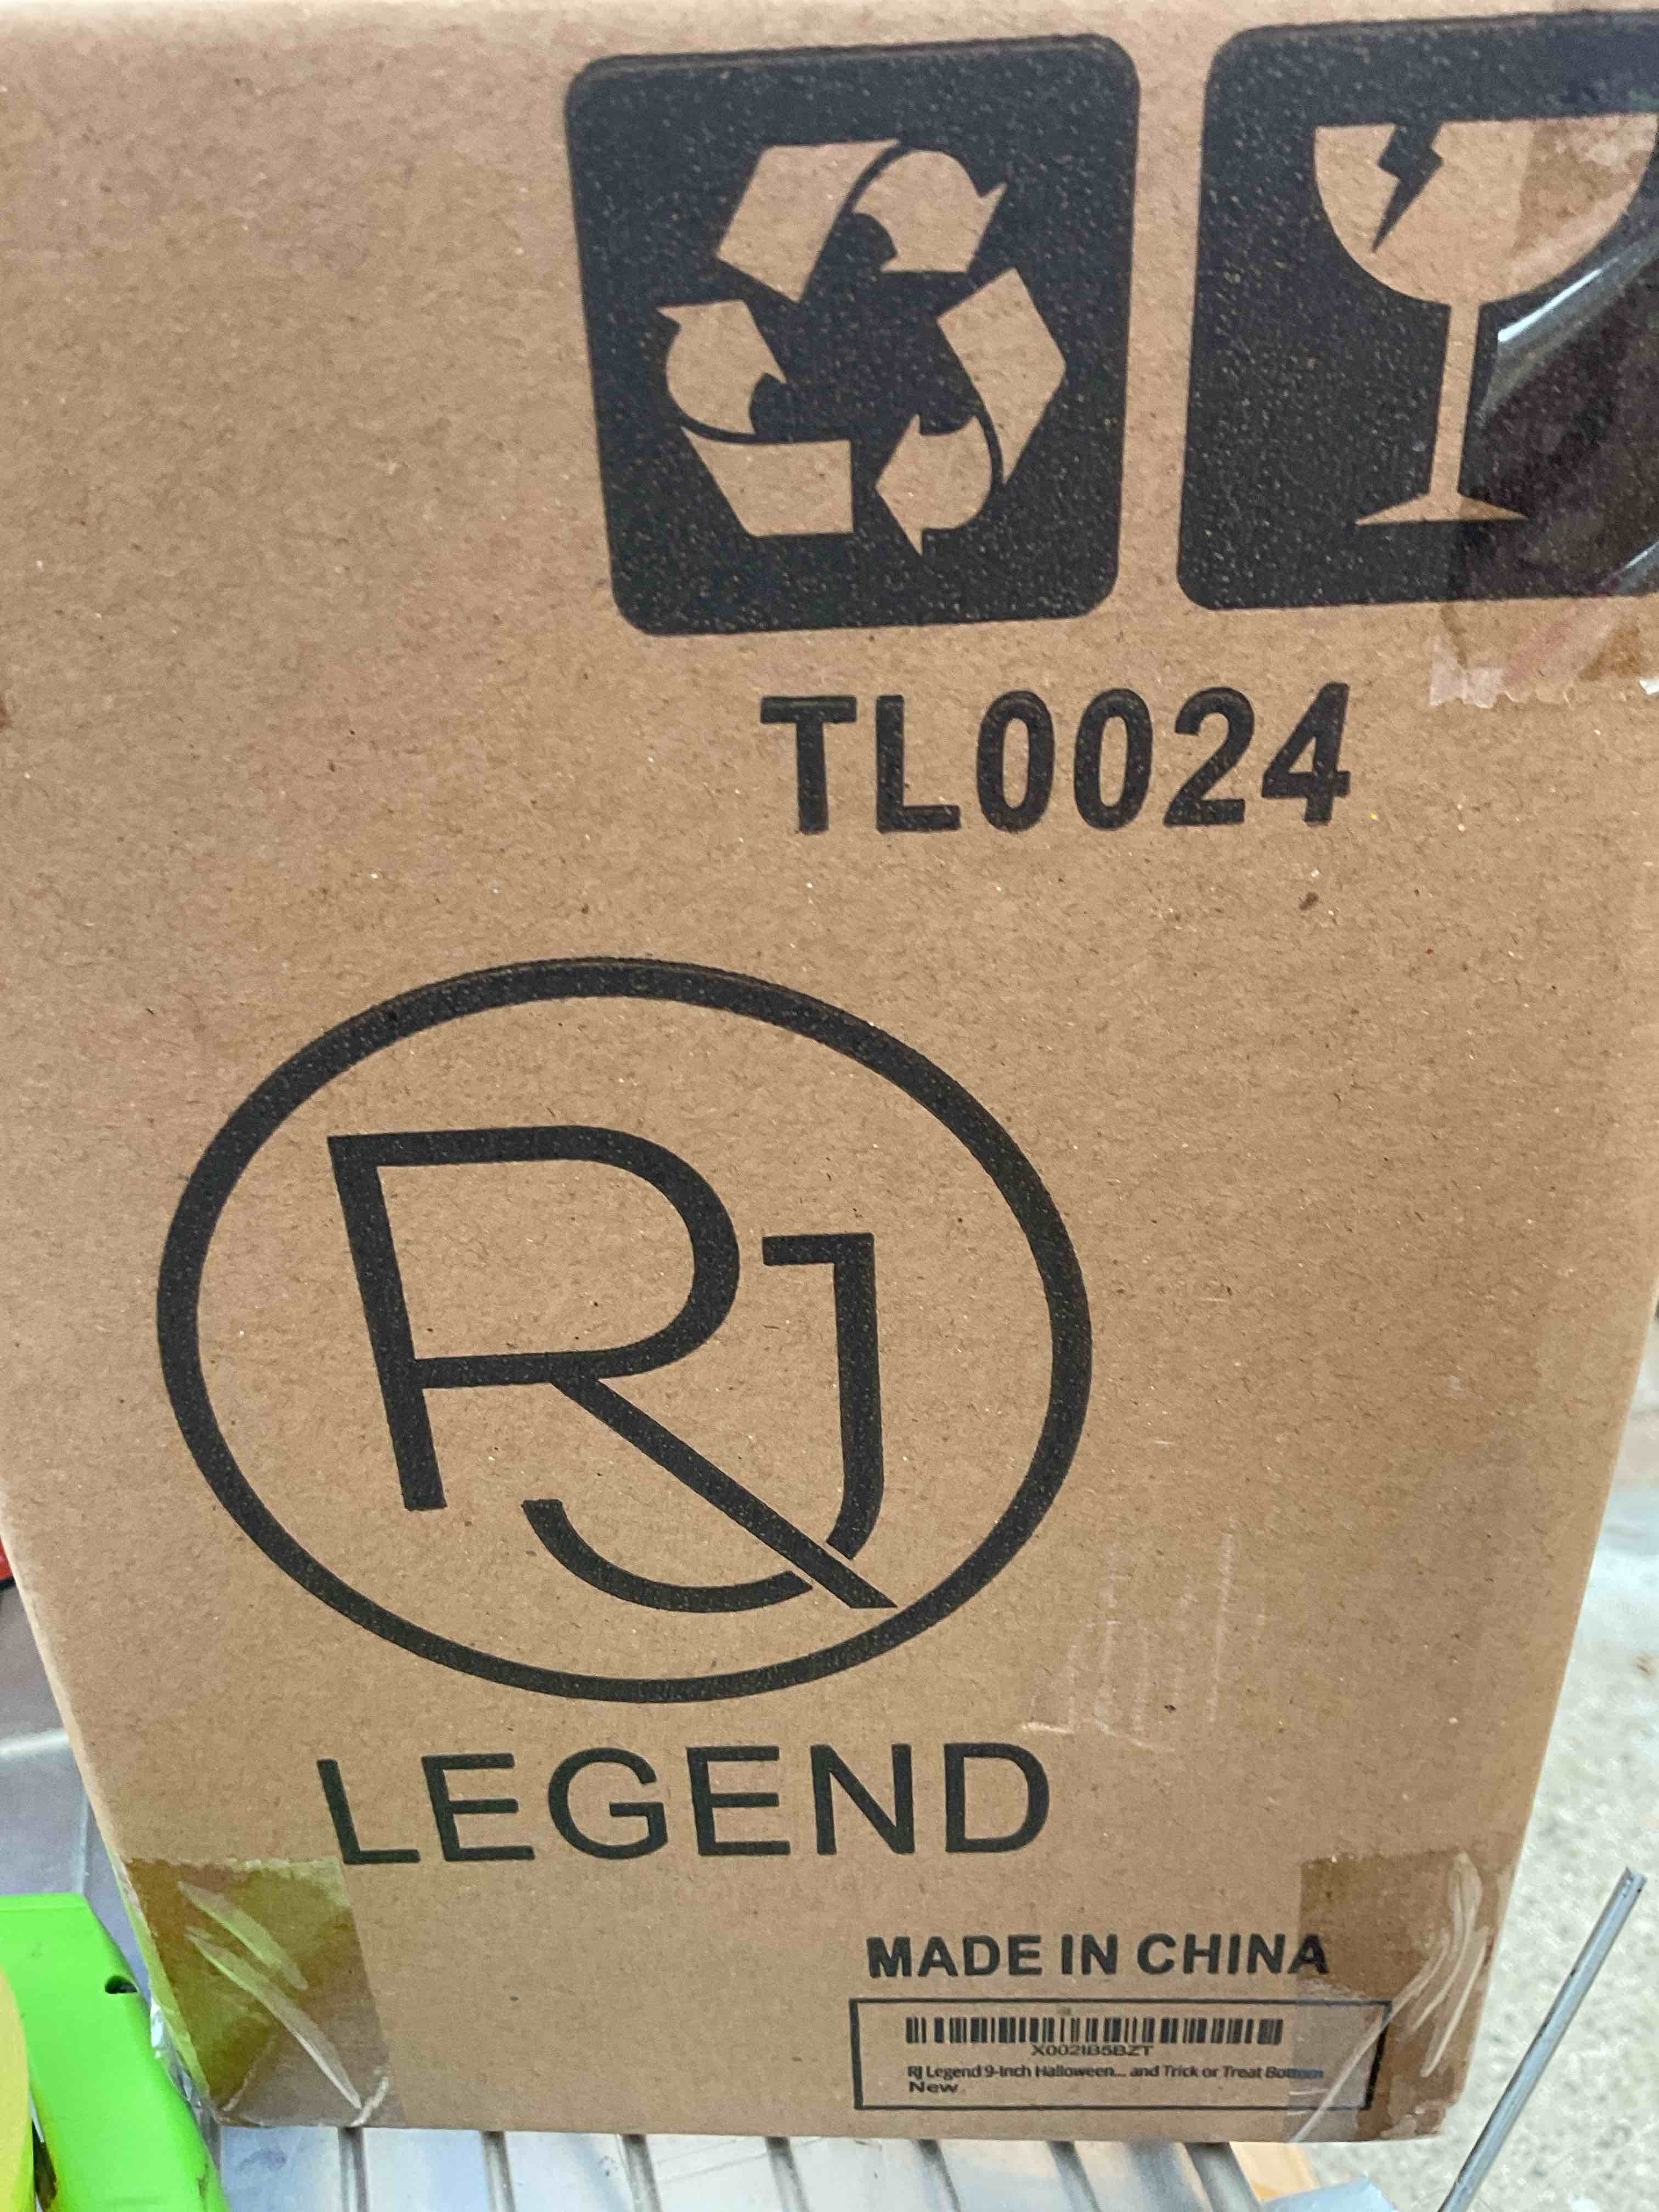 TL0024
RJ
LEGEND
MADE IN CHINA
X002IB5BZT
RJ Legend 9-Inch Halloween... and Trick or Treat Bottom
New